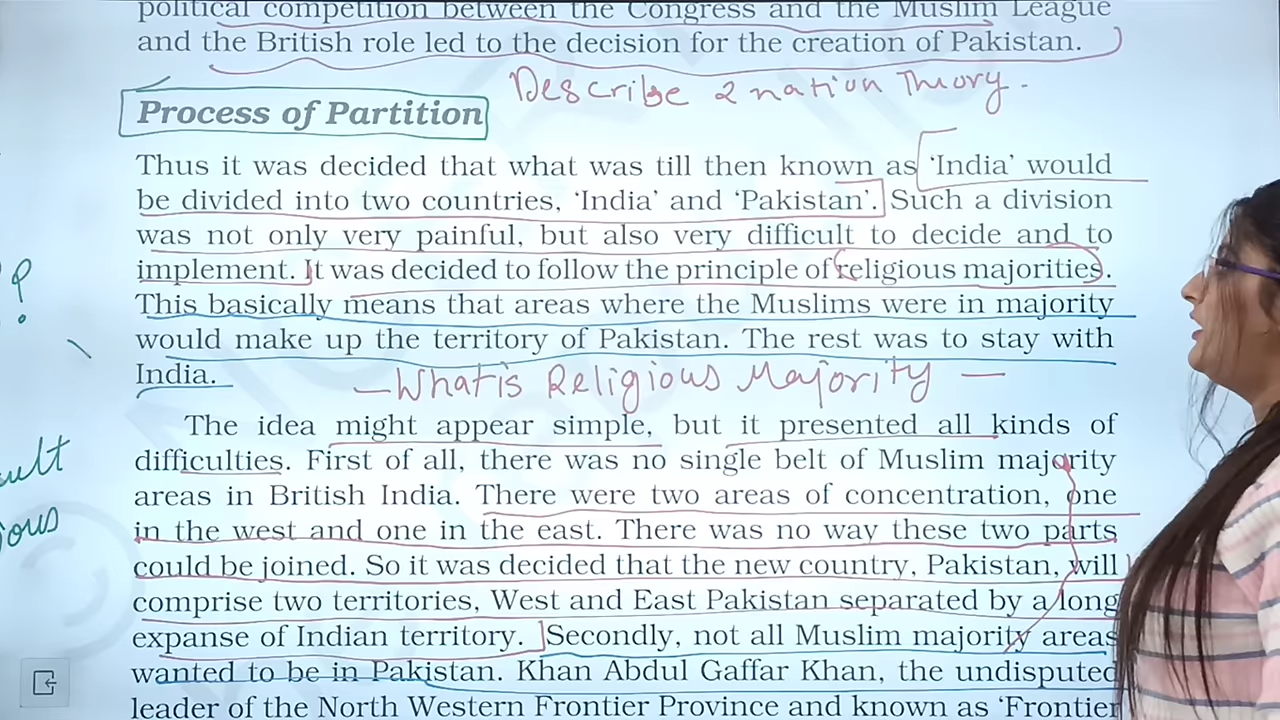 political competition between the Congress and the Muslim League
and the British role led to the decision for the creation of Pakistan.
Describe 2 nation Theory.
Process of Partition
Thus it was decided that what was till then known as ‘India’ would
be divided into two countries, ‘India’ and ‘Pakistan’. Such a division
was not only very painful, but also very difficult to decide and to
implement. It was decided to follow the principle of religious majorities.
This basically means that areas where the Muslims were in majority
would make up the territory of Pakistan. The rest was to stay with
India.
— What is Religious Majority —
The idea might appear simple, but it presented all kinds of
difficulties. First of all, there was no single belt of Muslim majority
areas in British India. There were two areas of concentration, one
in the west and one in the east. There was no way these two parts
could be joined. So it was decided that the new country, Pakistan, will
comprise two territories, West and East Pakistan separated by a long
expanse of Indian territory. Secondly, not all Muslim majority areas
wanted to be in Pakistan. Khan Abdul Gaffar Khan, the undisputed
leader of the North Western Frontier Province and known as ‘Frontier